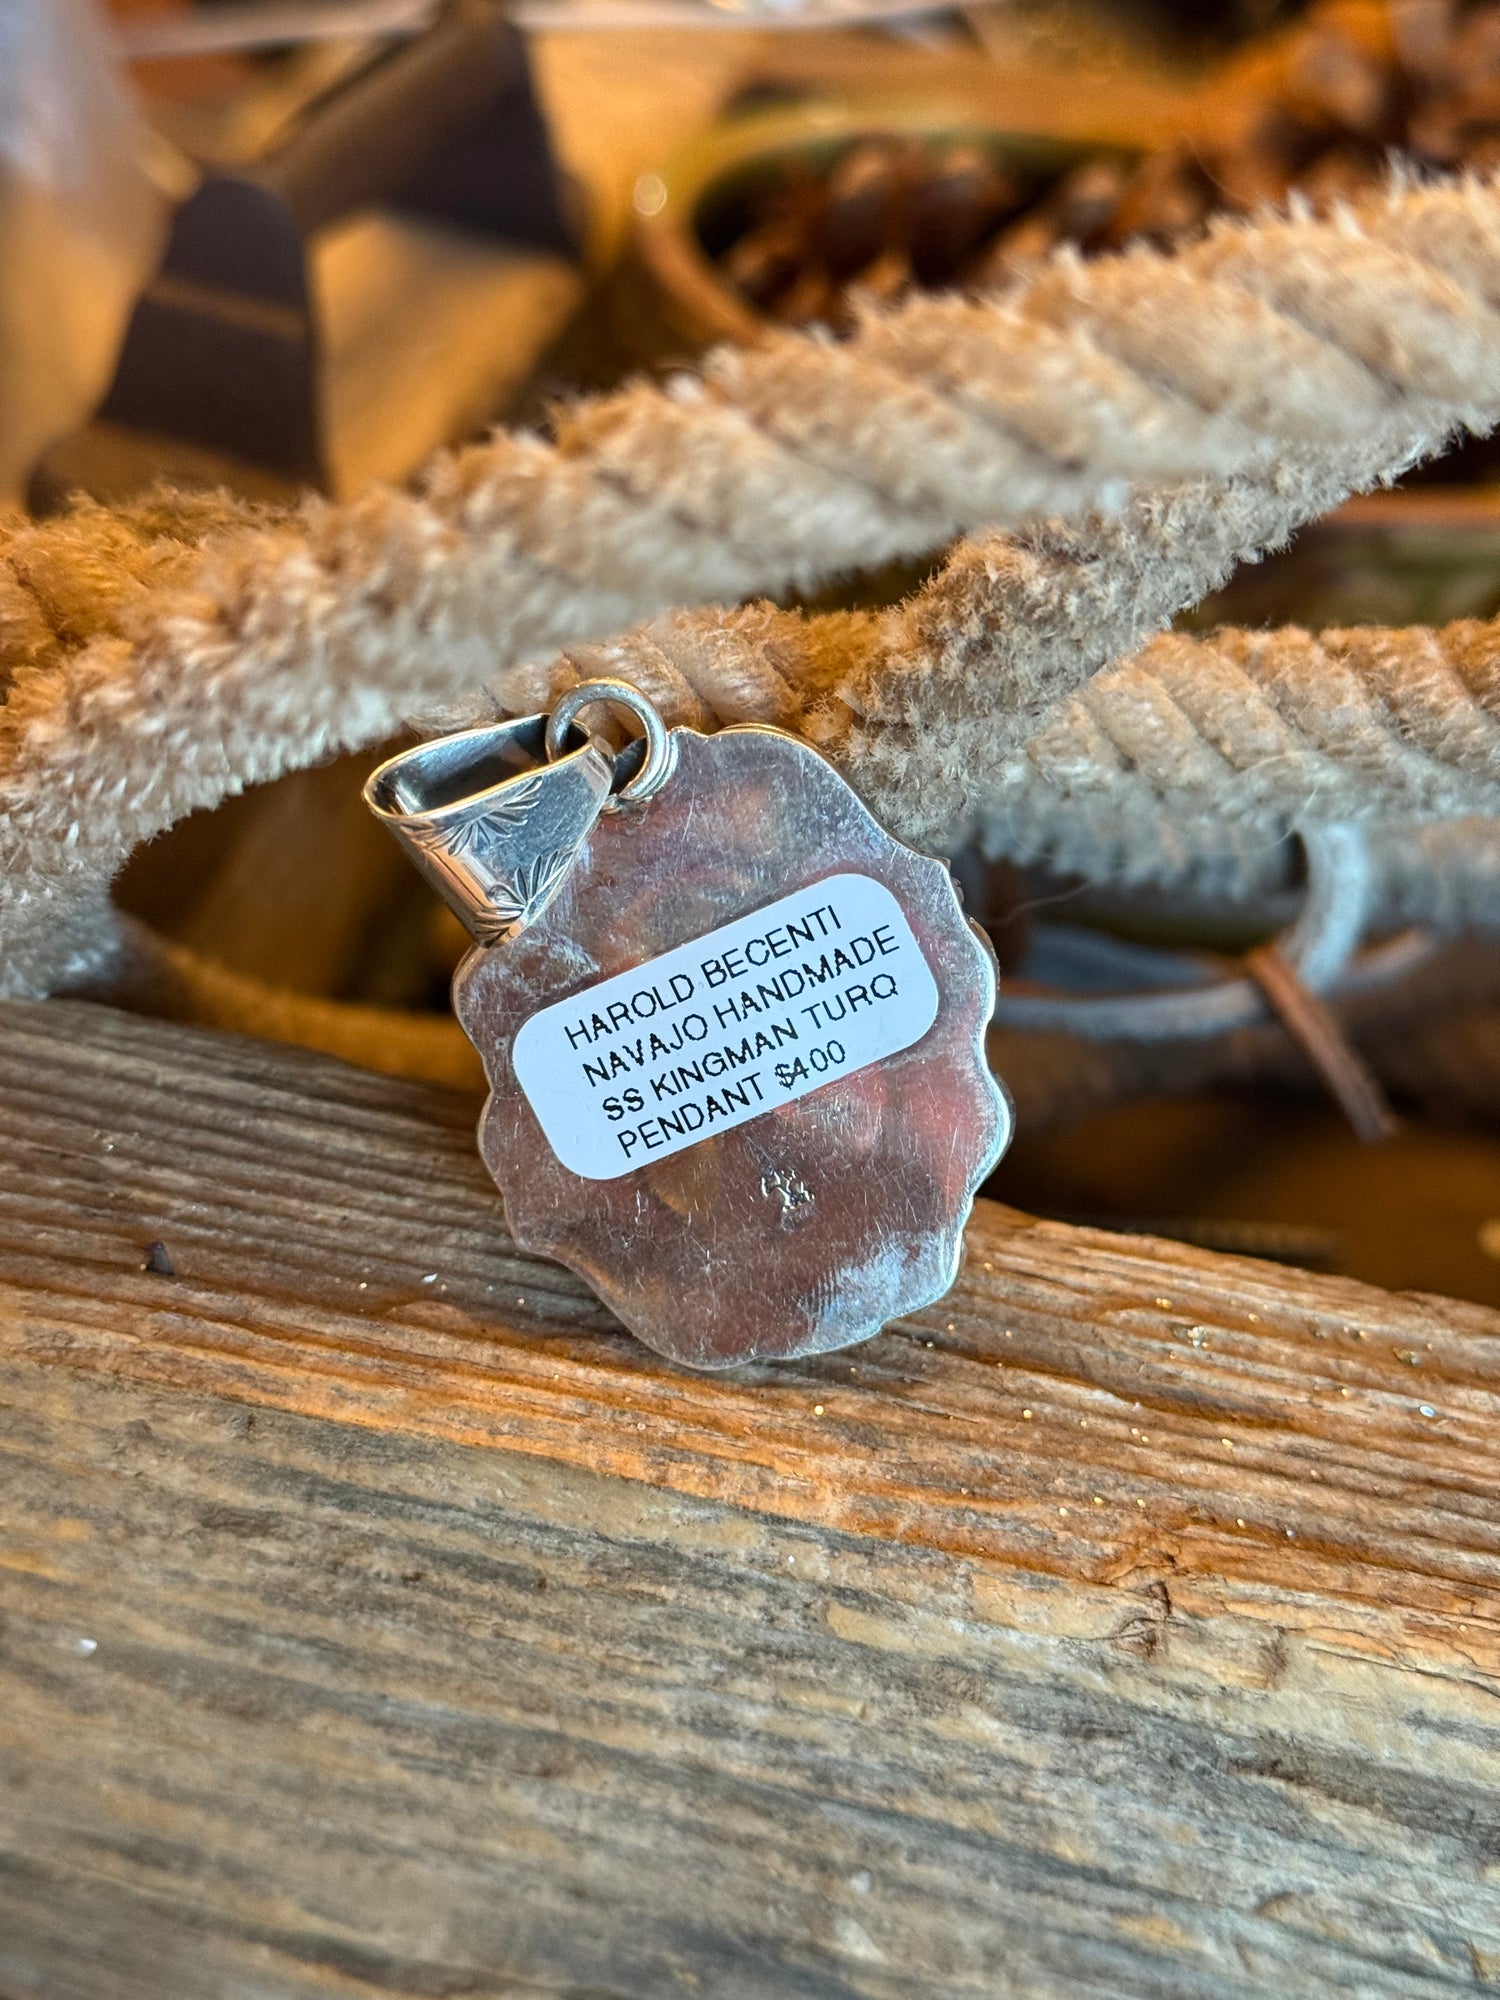 HAROLD BECENTI
NAVAJO HANDMADE
SS KINGMAN TURQ
PENDANT $400